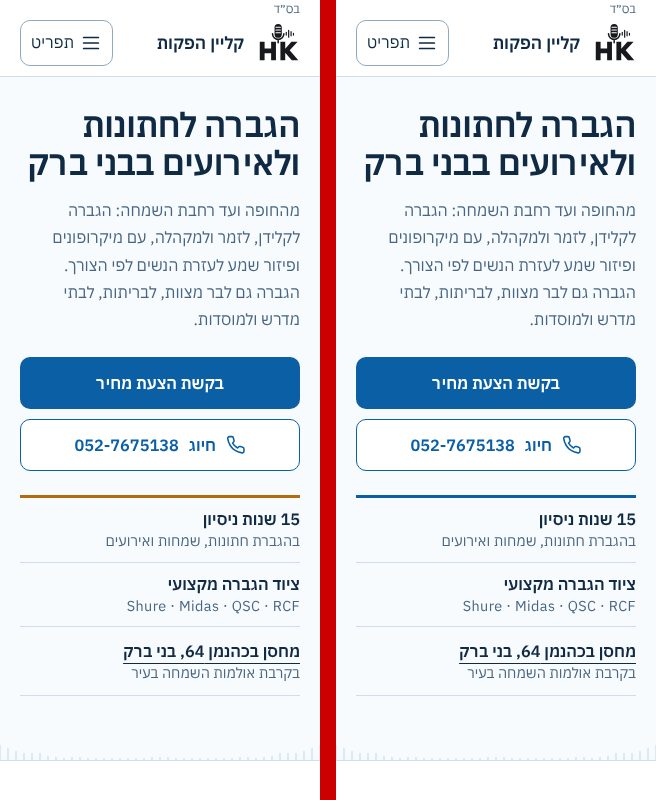 בס״ד
HK
קליין הפקות
תפריט
הגברה לחתונות
ולאירועים בבני ברק
מהחופה ועד רחבת השמחה: הגברה
לקלידן, לזמר ולמקהלה, עם מיקרופונים
ופיזור שמע לעזרת הנשים לפי הצורך.
הגברה גם לבר מצוות, לבריתות, לבתי
מדרש ולמוסדות.
בקשת הצעת מחיר
חיוג 052-7675138
15 שנות ניסיון
בהגברת חתונות, שמחות ואירועים
ציוד הגברה מקצועי
Shure · Midas · QSC · RCF
מחסן בכהנמן 64, בני ברק
בקרבת אולמות השמחה בעיר
בס״ד
HK
קליין הפקות
תפריט
הגברה לחתונות
ולאירועים בבני ברק
מהחופה ועד רחבת השמחה: הגברה
לקלידן, לזמר ולמקהלה, עם מיקרופונים
ופיזור שמע לעזרת הנשים לפי הצורך.
הגברה גם לבר מצוות, לבריתות, לבתי
מדרש ולמוסדות.
בקשת הצעת מחיר
חיוג 052-7675138
15 שנות ניסיון
בהגברת חתונות, שמחות ואירועים
ציוד הגברה מקצועי
Shure · Midas · QSC · RCF
מחסן בכהנמן 64, בני ברק
בקרבת אולמות השמחה בעיר